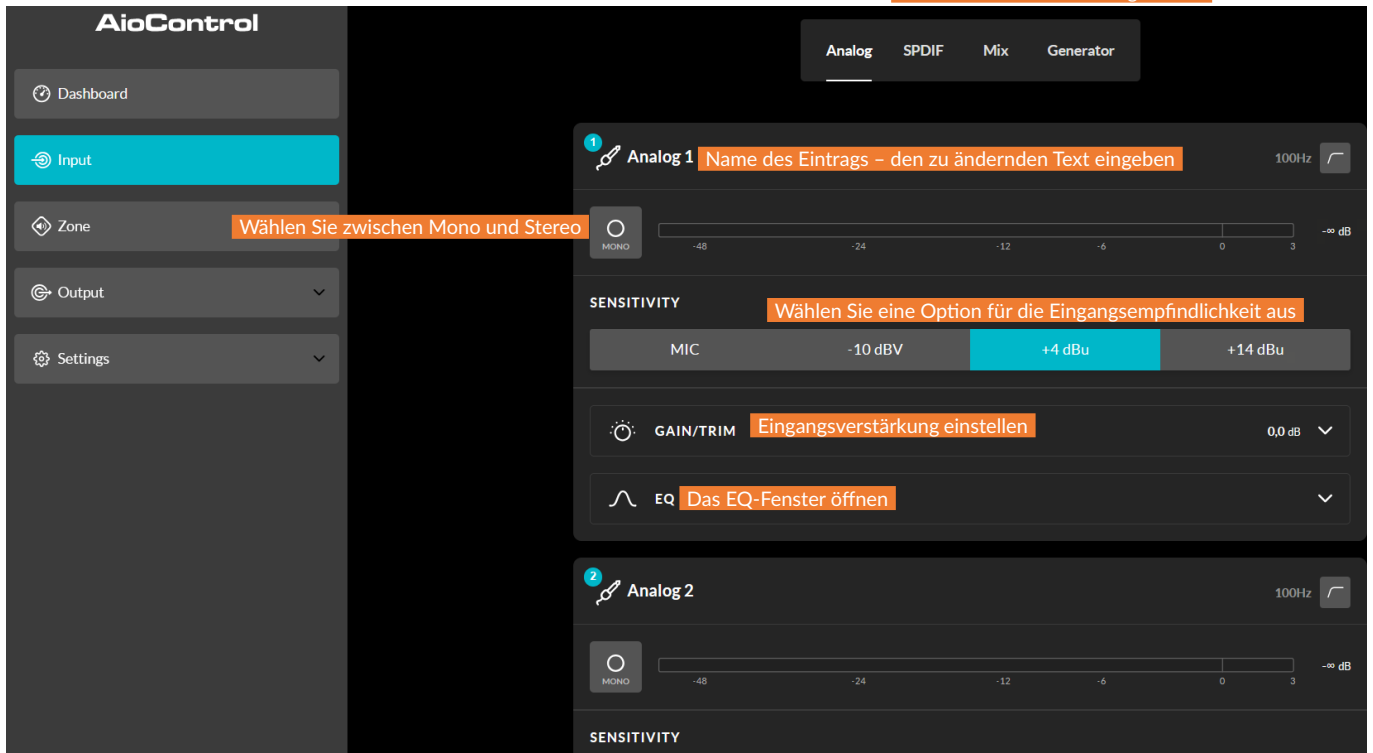 AioControl
Analog SPDIF Mix Generator
Dashboard
Input
Zone
Output
Settings
1
Analog 1
Name des Eintrags – den zu ändernden Text eingeben
100Hz
Wählen Sie zwischen Mono und Stereo
MONO
-48 -24 -12 -6 0 3
-∞ dB
SENSITIVITY
Wählen Sie eine Option für die Eingangsempfindlichkeit aus
MIC -10 dBV +4 dBu +14 dBu
GAIN/TRIM
Eingangsverstärkung einstellen
0,0 dB
EQ
Das EQ-Fenster öffnen
2
Analog 2
100Hz
MONO
-48 -24 -12 -6 0 3
-∞ dB
SENSITIVITY